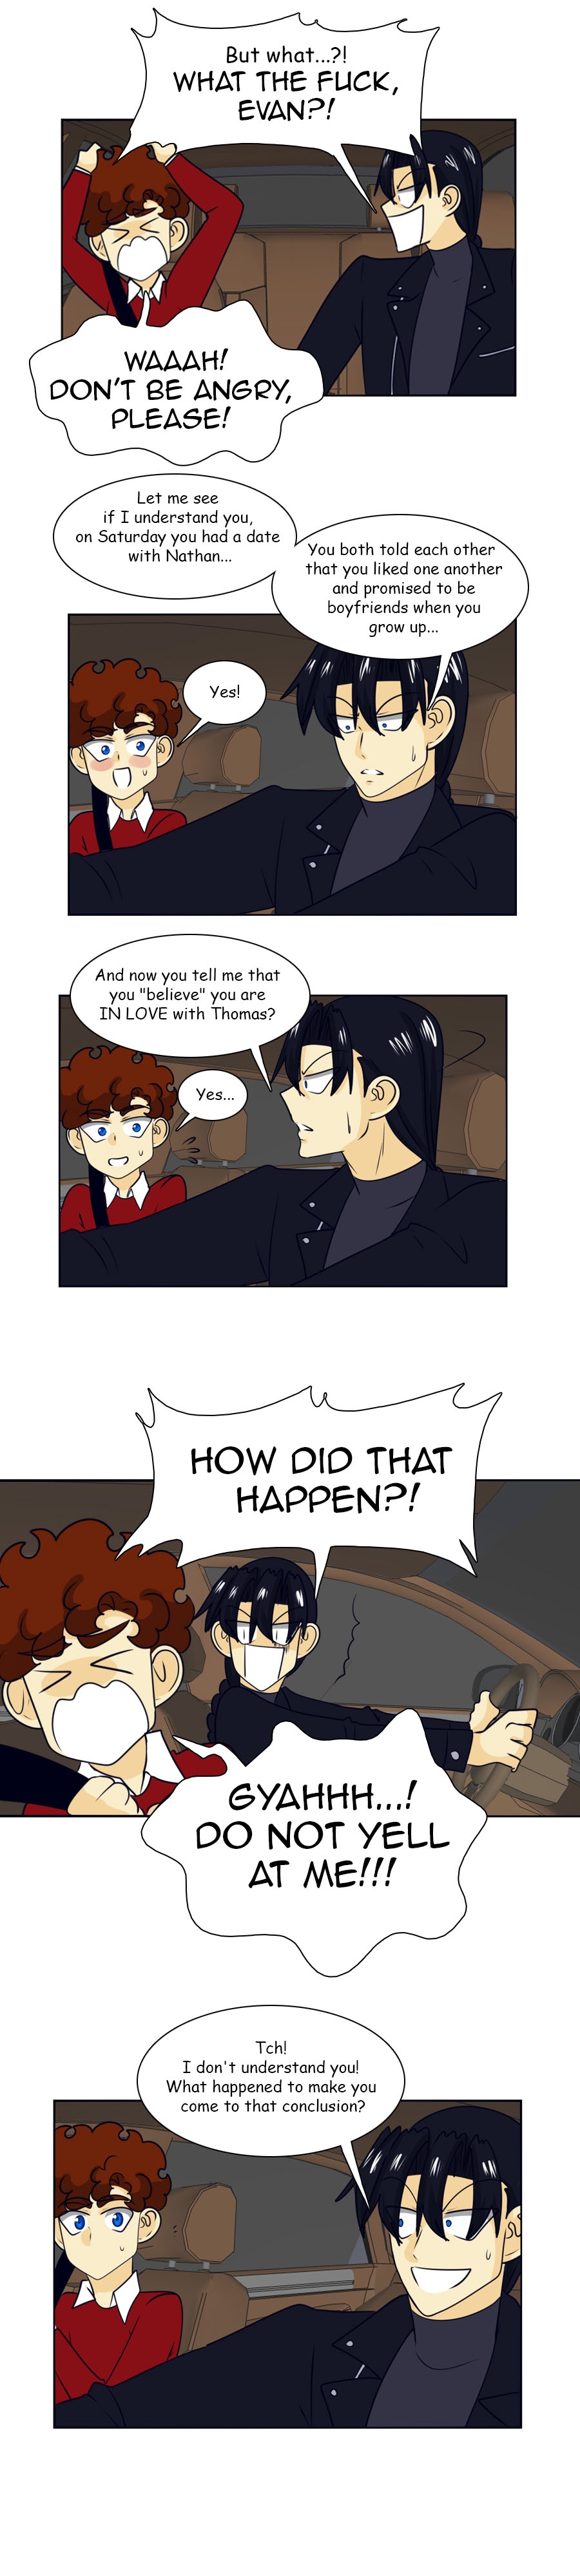 But what...?!
WHAT THE FUCK,
EVAN?!
WAAAH!
DON'T BE ANGRY,
PLEASE!
Let me see
if I understand you,
on Saturday you had a date
with Nathan...
You both told each other
that you liked one another
and promised to be
boyfriends when you
grow up...
Yes!
And now you tell me that
you "believe" you are
IN LOVE with Thomas?
Yes...
HOW DID THAT
HAPPEN?!
GYAHHH...!
DO NOT YELL
AT ME!!!
Tch!
I don't understand you!
What happened to make you
come to that conclusion?